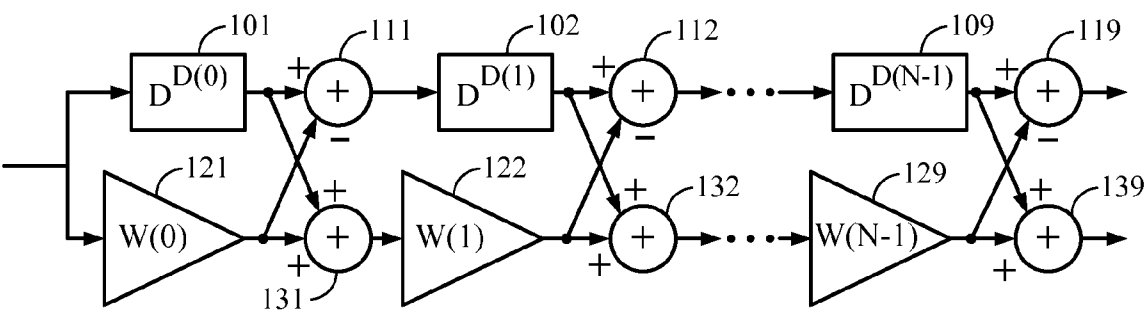 101 111 102 112 109 119
D^D(0) + + D^D(1) + + • • • D^D(N-1) + +
− − −
121 122 132 129 139
+ + +
W(0) + W(1) + • • • W(N-1) +
+ + +
131